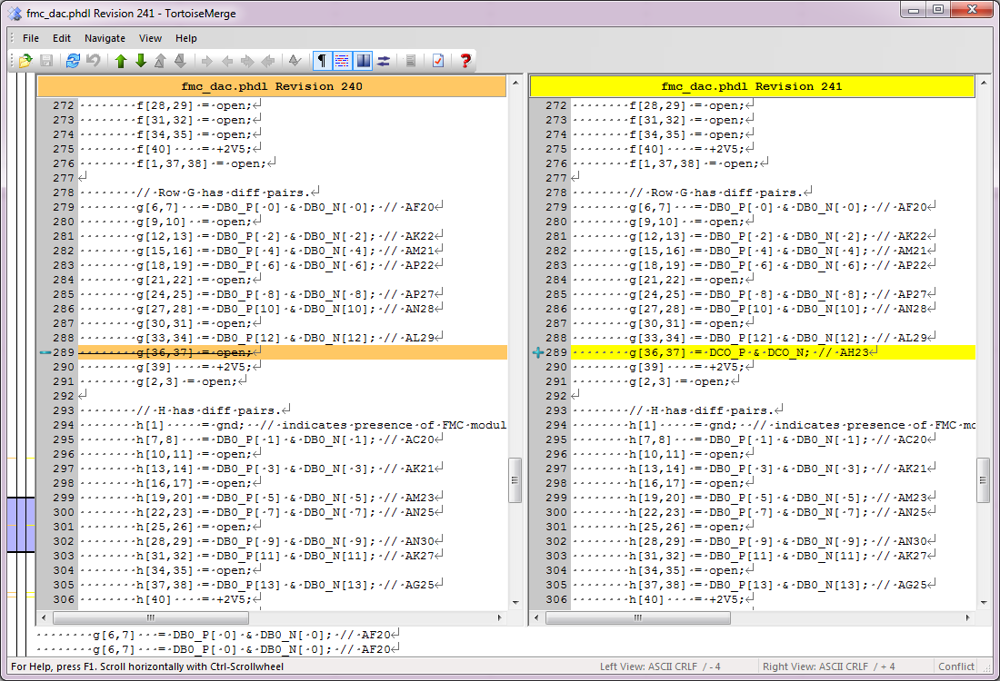 fmc_dac.phdl Revision 241 - TortoiseMerge
File Edit Navigate View Help
fmc_dac.phdl Revision 240
272 ········f[28,29]·=·open;↵
273 ········f[31,32]·=·open;↵
274 ········f[34,35]·=·open;↵
275 ········f[40]····=·+2V5;↵
276 ········f[1,37,38]·=·open;↵
277 ↵
278 ········//·Row·G·has·diff·pairs.↵
279 ········g[6,7]···=·DB0_P[·0]·&·DB0_N[·0];·//·AF20↵
280 ········g[9,10]··=·open;↵
281 ········g[12,13]·=·DB0_P[·2]·&·DB0_N[·2];·//·AK22↵
282 ········g[15,16]·=·DB0_P[·4]·&·DB0_N[·4];·//·AM21↵
283 ········g[18,19]·=·DB0_P[·6]·&·DB0_N[·6];·//·AP22↵
284 ········g[21,22]·=·open;↵
285 ········g[24,25]·=·DB0_P[·8]·&·DB0_N[·8];·//·AP27↵
286 ········g[27,28]·=·DB0_P[10]·&·DB0_N[10];·//·AN28↵
287 ········g[30,31]·=·open;↵
288 ········g[33,34]·=·DB0_P[12]·&·DB0_N[12];·//·AL29↵
289 ········g[36,37]·=·open;↵
290 ········g[39]····=·+2V5;↵
291 ········g[2,3]·=·open;↵
292 ↵
293 ········//·H·has·diff·pairs.↵
294 ········h[1]·····=·gnd;··//·indicates·presence·of·FMC·modul
295 ········h[7,8]···=·DB0_P[·1]·&·DB0_N[·1];·//·AC20↵
296 ········h[10,11]·=·open;↵
297 ········h[13,14]·=·DB0_P[·3]·&·DB0_N[·3];·//·AK21↵
298 ········h[16,17]·=·open;↵
299 ········h[19,20]·=·DB0_P[·5]·&·DB0_N[·5];·//·AM23↵
300 ········h[22,23]·=·DB0_P[·7]·&·DB0_N[·7];·//·AN25↵
301 ········h[25,26]·=·open;↵
302 ········h[28,29]·=·DB0_P[·9]·&·DB0_N[·9];·//·AN30↵
303 ········h[31,32]·=·DB0_P[11]·&·DB0_N[11];·//·AK27↵
304 ········h[34,35]·=·open;↵
305 ········h[37,38]·=·DB0_P[13]·&·DB0_N[13];·//·AG25↵
306 ········h[40]····=·+2V5;↵
fmc_dac.phdl Revision 241
272 ········f[28,29]·=·open;↵
273 ········f[31,32]·=·open;↵
274 ········f[34,35]·=·open;↵
275 ········f[40]····=·+2V5;↵
276 ········f[1,37,38]·=·open;↵
277 ↵
278 ········//·Row·G·has·diff·pairs.↵
279 ········g[6,7]···=·DB0_P[·0]·&·DB0_N[·0];·//·AF20↵
280 ········g[9,10]··=·open;↵
281 ········g[12,13]·=·DB0_P[·2]·&·DB0_N[·2];·//·AK22↵
282 ········g[15,16]·=·DB0_P[·4]·&·DB0_N[·4];·//·AM21↵
283 ········g[18,19]·=·DB0_P[·6]·&·DB0_N[·6];·//·AP22↵
284 ········g[21,22]·=·open;↵
285 ········g[24,25]·=·DB0_P[·8]·&·DB0_N[·8];·//·AP27↵
286 ········g[27,28]·=·DB0_P[10]·&·DB0_N[10];·//·AN28↵
287 ········g[30,31]·=·open;↵
288 ········g[33,34]·=·DB0_P[12]·&·DB0_N[12];·//·AL29↵
289 ········g[36,37]·=·DCO_P·&·DCO_N;·//·AH23↵
290 ········g[39]····=·+2V5;↵
291 ········g[2,3]·=·open;↵
292 ↵
293 ········//·H·has·diff·pairs.↵
294 ········h[1]·····=·gnd;··//·indicates·presence·of·FMC·mo
295 ········h[7,8]···=·DB0_P[·1]·&·DB0_N[·1];·//·AC20↵
296 ········h[10,11]·=·open;↵
297 ········h[13,14]·=·DB0_P[·3]·&·DB0_N[·3];·//·AK21↵
298 ········h[16,17]·=·open;↵
299 ········h[19,20]·=·DB0_P[·5]·&·DB0_N[·5];·//·AM23↵
300 ········h[22,23]·=·DB0_P[·7]·&·DB0_N[·7];·//·AN25↵
301 ········h[25,26]·=·open;↵
302 ········h[28,29]·=·DB0_P[·9]·&·DB0_N[·9];·//·AN30↵
303 ········h[31,32]·=·DB0_P[11]·&·DB0_N[11];·//·AK27↵
304 ········h[34,35]·=·open;↵
305 ········h[37,38]·=·DB0_P[13]·&·DB0_N[13];·//·AG25↵
306 ········h[40]····=·+2V5;↵
········g[6,7]···=·DB0_P[·0]·&·DB0_N[·0];·//·AF20↵
········g[6,7]···=·DB0_P[·0]·&·DB0_N[·0];·//·AF20↵
For Help, press F1. Scroll horizontally with Ctrl-Scrollwheel Left View: ASCII CRLF / - 4 Right View: ASCII CRLF / + 4 Conflict